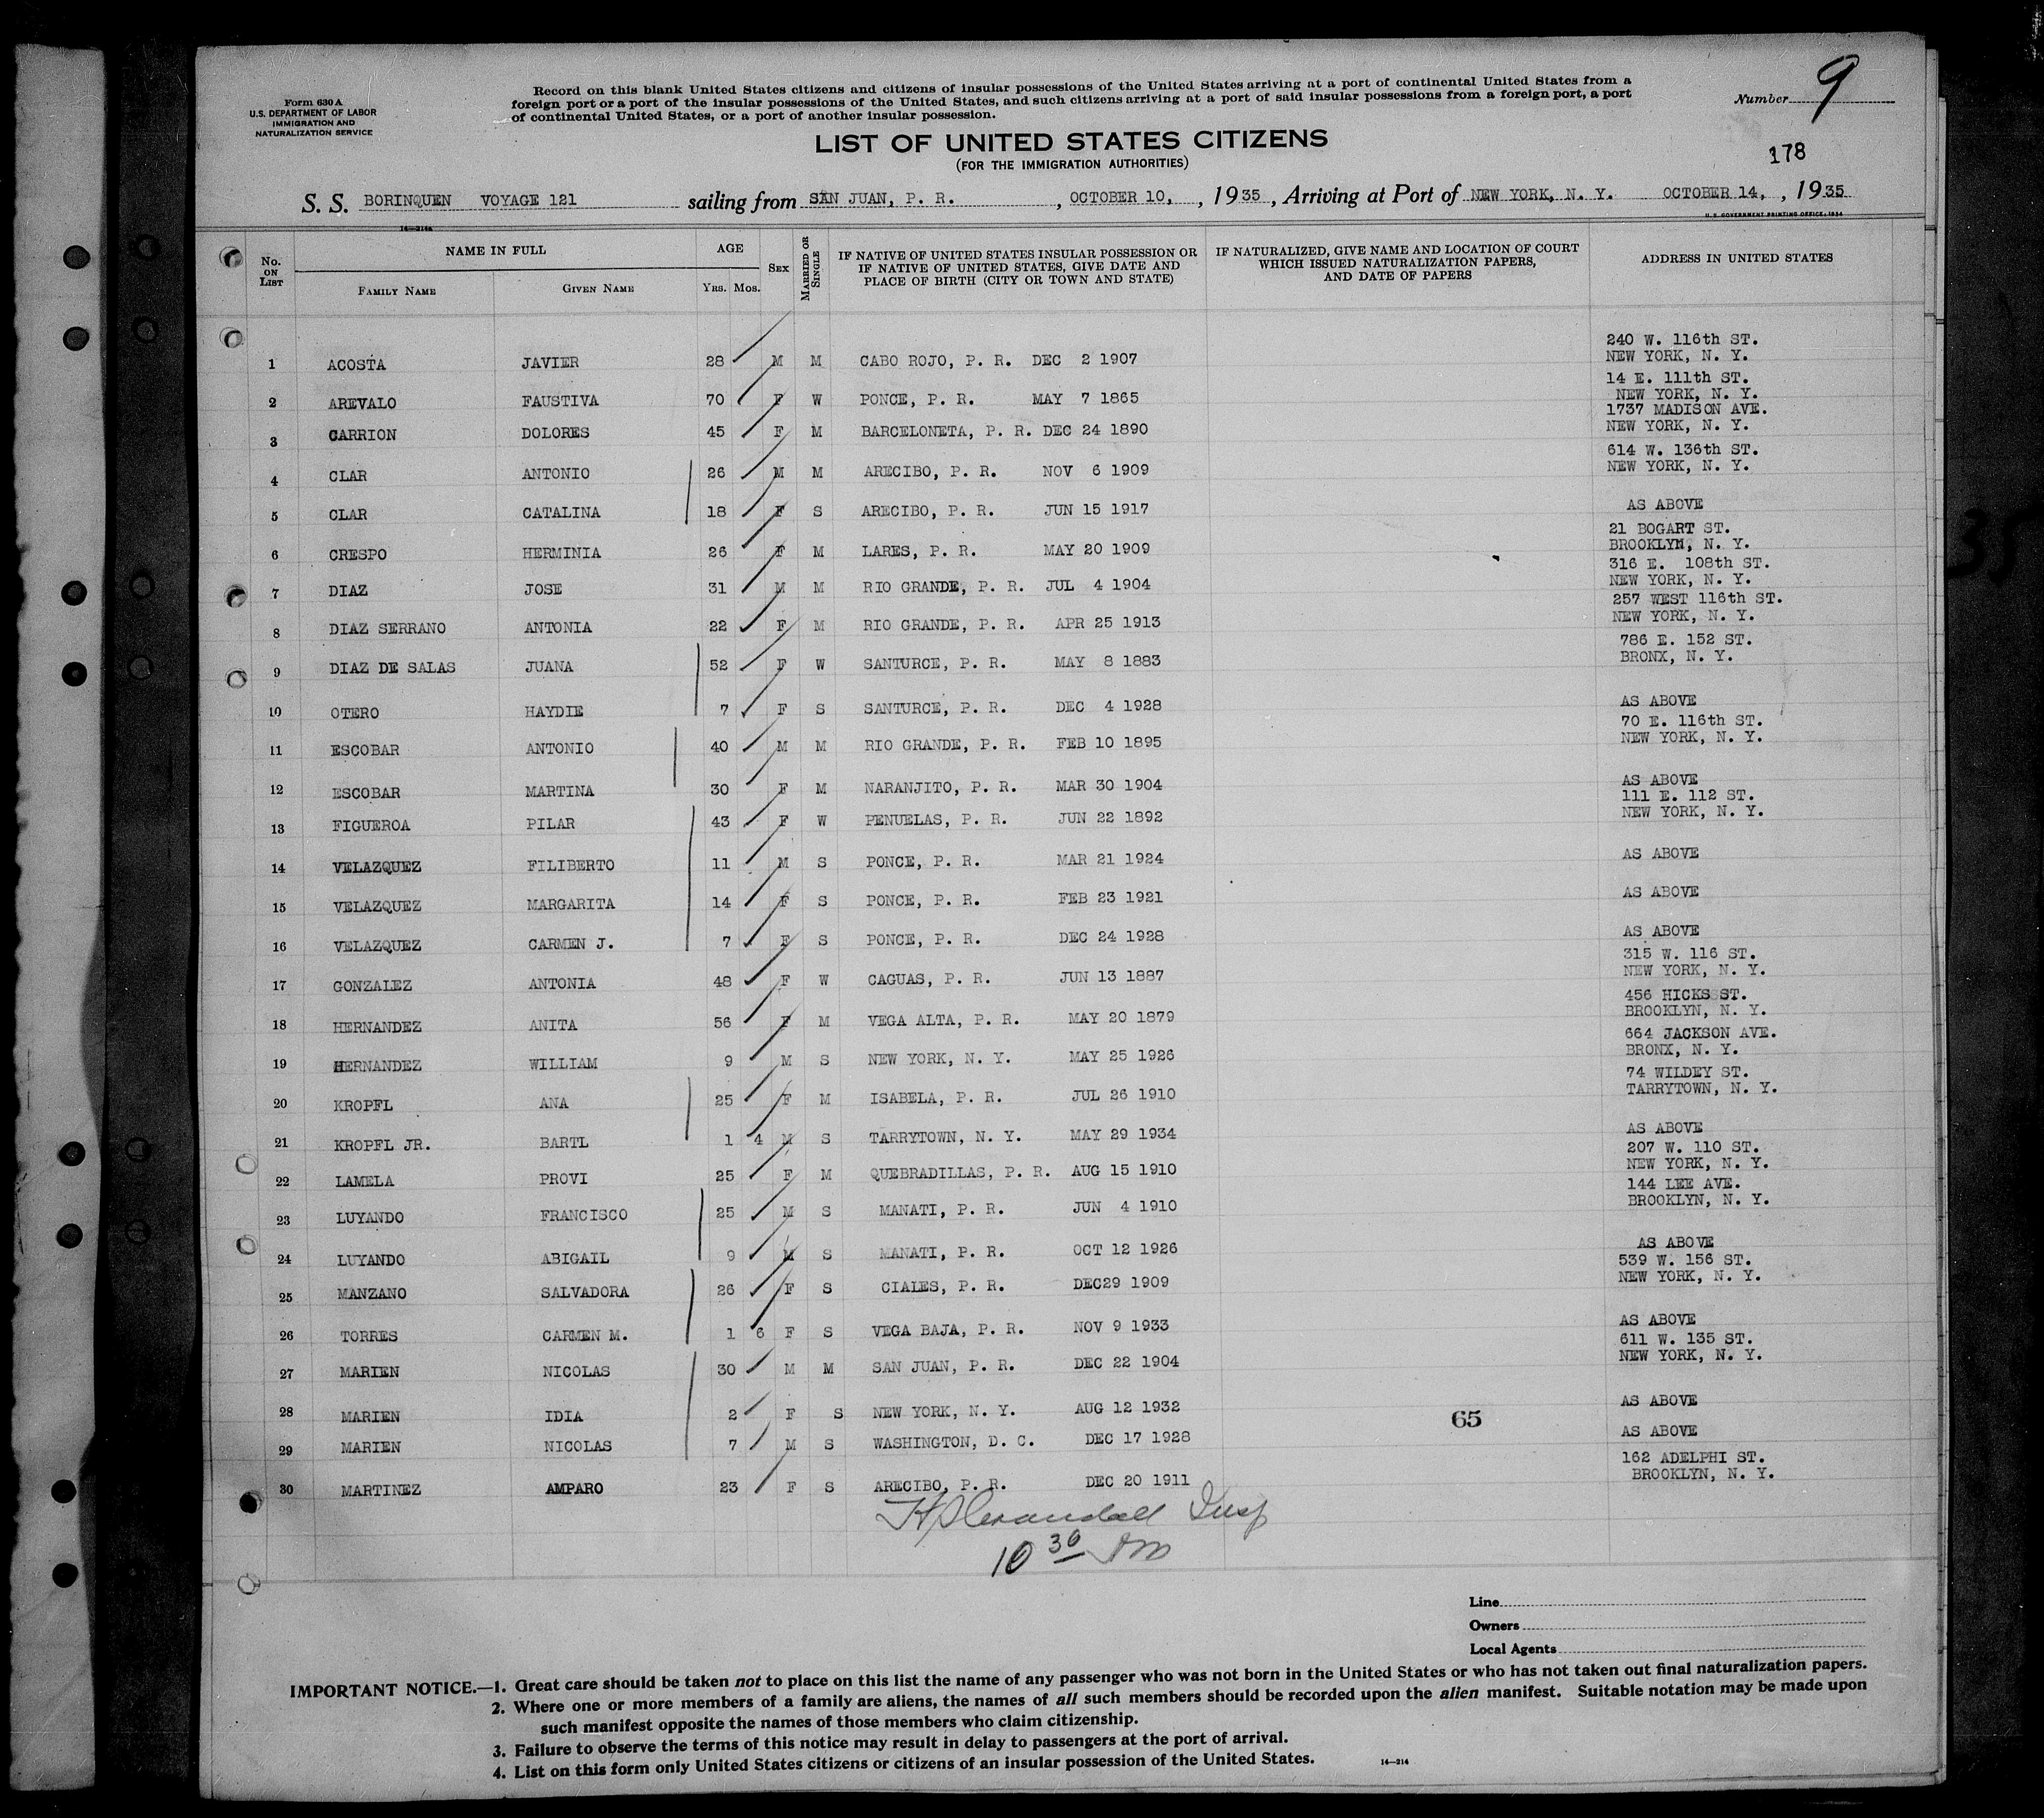 Form 630 A
U.S. DEPARTMENT OF LABOR
IMMIGRATION AND
NATURALIZATION SERVICE
Record on this blank United States citizens and citizens of insular possessions of the United States arriving at a port of continental United States from a
foreign port or a port of the insular possessions of the United States, and such citizens arriving at a port of said insular possessions from a foreign port, a port
of continental United States, or a port of another insular possession.
Number 9
LIST OF UNITED STATES CITIZENS
(FOR THE IMMIGRATION AUTHORITIES)
178
S. S. BORINQUEN VOYAGE 121 sailing from SAN JUAN, P. R. , OCTOBER 10, , 1935, Arriving at Port of NEW YORK, N. Y. OCTOBER 14, , 1935
U. S. GOVERNMENT PRINTING OFFICE: 1934
14—214a
No. ON LIST
NAME IN FULL
FAMILY NAME GIVEN NAME
AGE
YRS. MOS.
SEX
MARRIED OR SINGLE
IF NATIVE OF UNITED STATES INSULAR POSSESSION OR
IF NATIVE OF UNITED STATES, GIVE DATE AND
PLACE OF BIRTH (CITY OR TOWN AND STATE)
IF NATURALIZED, GIVE NAME AND LOCATION OF COURT
WHICH ISSUED NATURALIZATION PAPERS,
AND DATE OF PAPERS
ADDRESS IN UNITED STATES
1 ACOSTA JAVIER 28 M M CABO ROJO, P. R. DEC 2 1907 240 W. 116th ST. NEW YORK, N. Y.
2 AREVALO FAUSTIVA 70 F W PONCE, P. R. MAY 7 1865 14 E. 111th ST. NEW YORK, N. Y.
3 CARRION DOLORES 45 F M BARCELONETA, P. R. DEC 24 1890 1737 MADISON AVE. NEW YORK, N. Y.
4 CLAR ANTONIO 26 M M ARECIBO, P. R. NOV 6 1909 614 W. 136th ST. NEW YORK, N. Y.
5 CLAR CATALINA 18 F S ARECIBO, P. R. JUN 15 1917 AS ABOVE
6 CRESPO HERMINIA 26 F M LARES, P. R. MAY 20 1909 21 BOGART ST. BROOKLYN, N. Y.
7 DIAZ JOSE 31 M M RIO GRANDE, P. R. JUL 4 1904 316 E. 108th ST. NEW YORK, N. Y.
8 DIAZ SERRANO ANTONIA 22 F M RIO GRANDE, P. R. APR 25 1913 257 WEST 116th ST. NEW YORK, N. Y.
9 DIAZ DE SALAS JUANA 52 F W SANTURCE, P. R. MAY 8 1883 786 E. 152 ST. BRONX, N. Y.
10 OTERO HAYDIE 7 F S SANTURCE, P. R. DEC 4 1928 AS ABOVE
11 ESCOBAR ANTONIO 40 M M RIO GRANDE, P. R. FEB 10 1895 70 E. 116th ST. NEW YORK, N. Y.
12 ESCOBAR MARTINA 30 F M NARANJITO, P. R. MAR 30 1904 AS ABOVE
13 FIGUEROA PILAR 43 F W PENUELAS, P. R. JUN 22 1892 111 E. 112 ST. NEW YORK, N. Y.
14 VELAZQUEZ FILIBERTO 11 M S PONCE, P. R. MAR 21 1924 AS ABOVE
15 VELAZQUEZ MARGARITA 14 F S PONCE, P. R. FEB 23 1921 AS ABOVE
16 VELAZQUEZ CARMEN J. 7 F S PONCE, P. R. DEC 24 1928 AS ABOVE
17 GONZALEZ ANTONIA 48 F W CAGUAS, P. R. JUN 13 1887 315 W. 116 ST. NEW YORK, N. Y.
18 HERNANDEZ ANITA 56 F M VEGA ALTA, P. R. MAY 20 1879 456 HICKS ST. BROOKLYN, N. Y.
19 HERNANDEZ WILLIAM 9 M S NEW YORK, N. Y. MAY 25 1926 664 JACKSON AVE. BRONX, N. Y.
20 KROPFL ANA 25 F M ISABELA, P. R. JUL 26 1910 74 WILDEY ST. TARRYTOWN, N. Y.
21 KROPFL JR. BARTL 1 4 M S TARRYTOWN, N. Y. MAY 29 1934 AS ABOVE
22 LAMELA PROVI 25 F M QUEBRADILLAS, P. R. AUG 15 1910 207 W. 110 ST. NEW YORK, N. Y.
23 LUYANDO FRANCISCO 25 M S MANATI, P. R. JUN 4 1910 144 LEE AVE. BROOKLYN, N. Y.
24 LUYANDO ABIGAIL 9 M S MANATI, P. R. OCT 12 1926 AS ABOVE
25 MANZANO SALVADORA 26 F S CIALES, P. R. DEC29 1909 539 W. 156 ST. NEW YORK, N. Y.
26 TORRES CARMEN M. 1 6 F S VEGA BAJA, P. R. NOV 9 1933 AS ABOVE
27 MARIEN NICOLAS 30 M M SAN JUAN, P. R. DEC 22 1904 611 W. 135 ST. NEW YORK, N. Y.
28 MARIEN IDIA 2 F S NEW YORK, N. Y. AUG 12 1932 AS ABOVE
65
29 MARIEN NICOLAS 7 M S WASHINGTON, D. C. DEC 17 1928 AS ABOVE
30 MARTINEZ AMPARO 23 F S ARECIBO, P. R. DEC 20 1911 162 ADELPHI ST. BROOKLYN, N. Y.
Insp
10 30 Am
Line
Owners
Local Agents
IMPORTANT NOTICE.—1. Great care should be taken not to place on this list the name of any passenger who was not born in the United States or who has not taken out final naturalization papers.
2. Where one or more members of a family are aliens, the names of all such members should be recorded upon the alien manifest. Suitable notation may be made upon
such manifest opposite the names of those members who claim citizenship.
3. Failure to observe the terms of this notice may result in delay to passengers at the port of arrival.
4. List on this form only United States citizens or citizens of an insular possession of the United States.
14—214
35